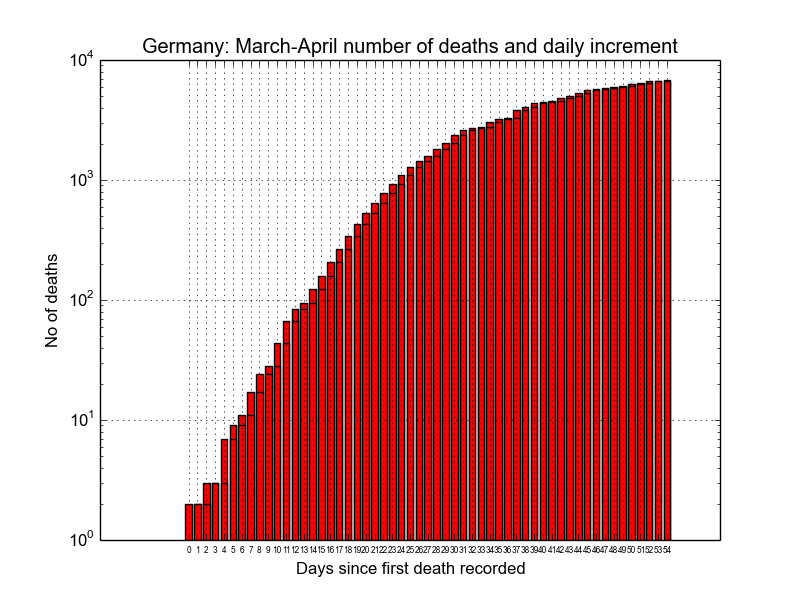 Germany: March-April number of deaths and daily increment
10^4
10^3
10^2
10^1
10^0
No of deaths
0 1 2 3 4 5 6 7 8 9 10 11 12 13 14 15 16 17 18 19 20 21 22 23 24 25 26 27 28 29 30 31 32 33 34 35 36 37 38 39 40 41 42 43 44 45 46 47 48 49 50 51 52 53 54
Days since first death recorded